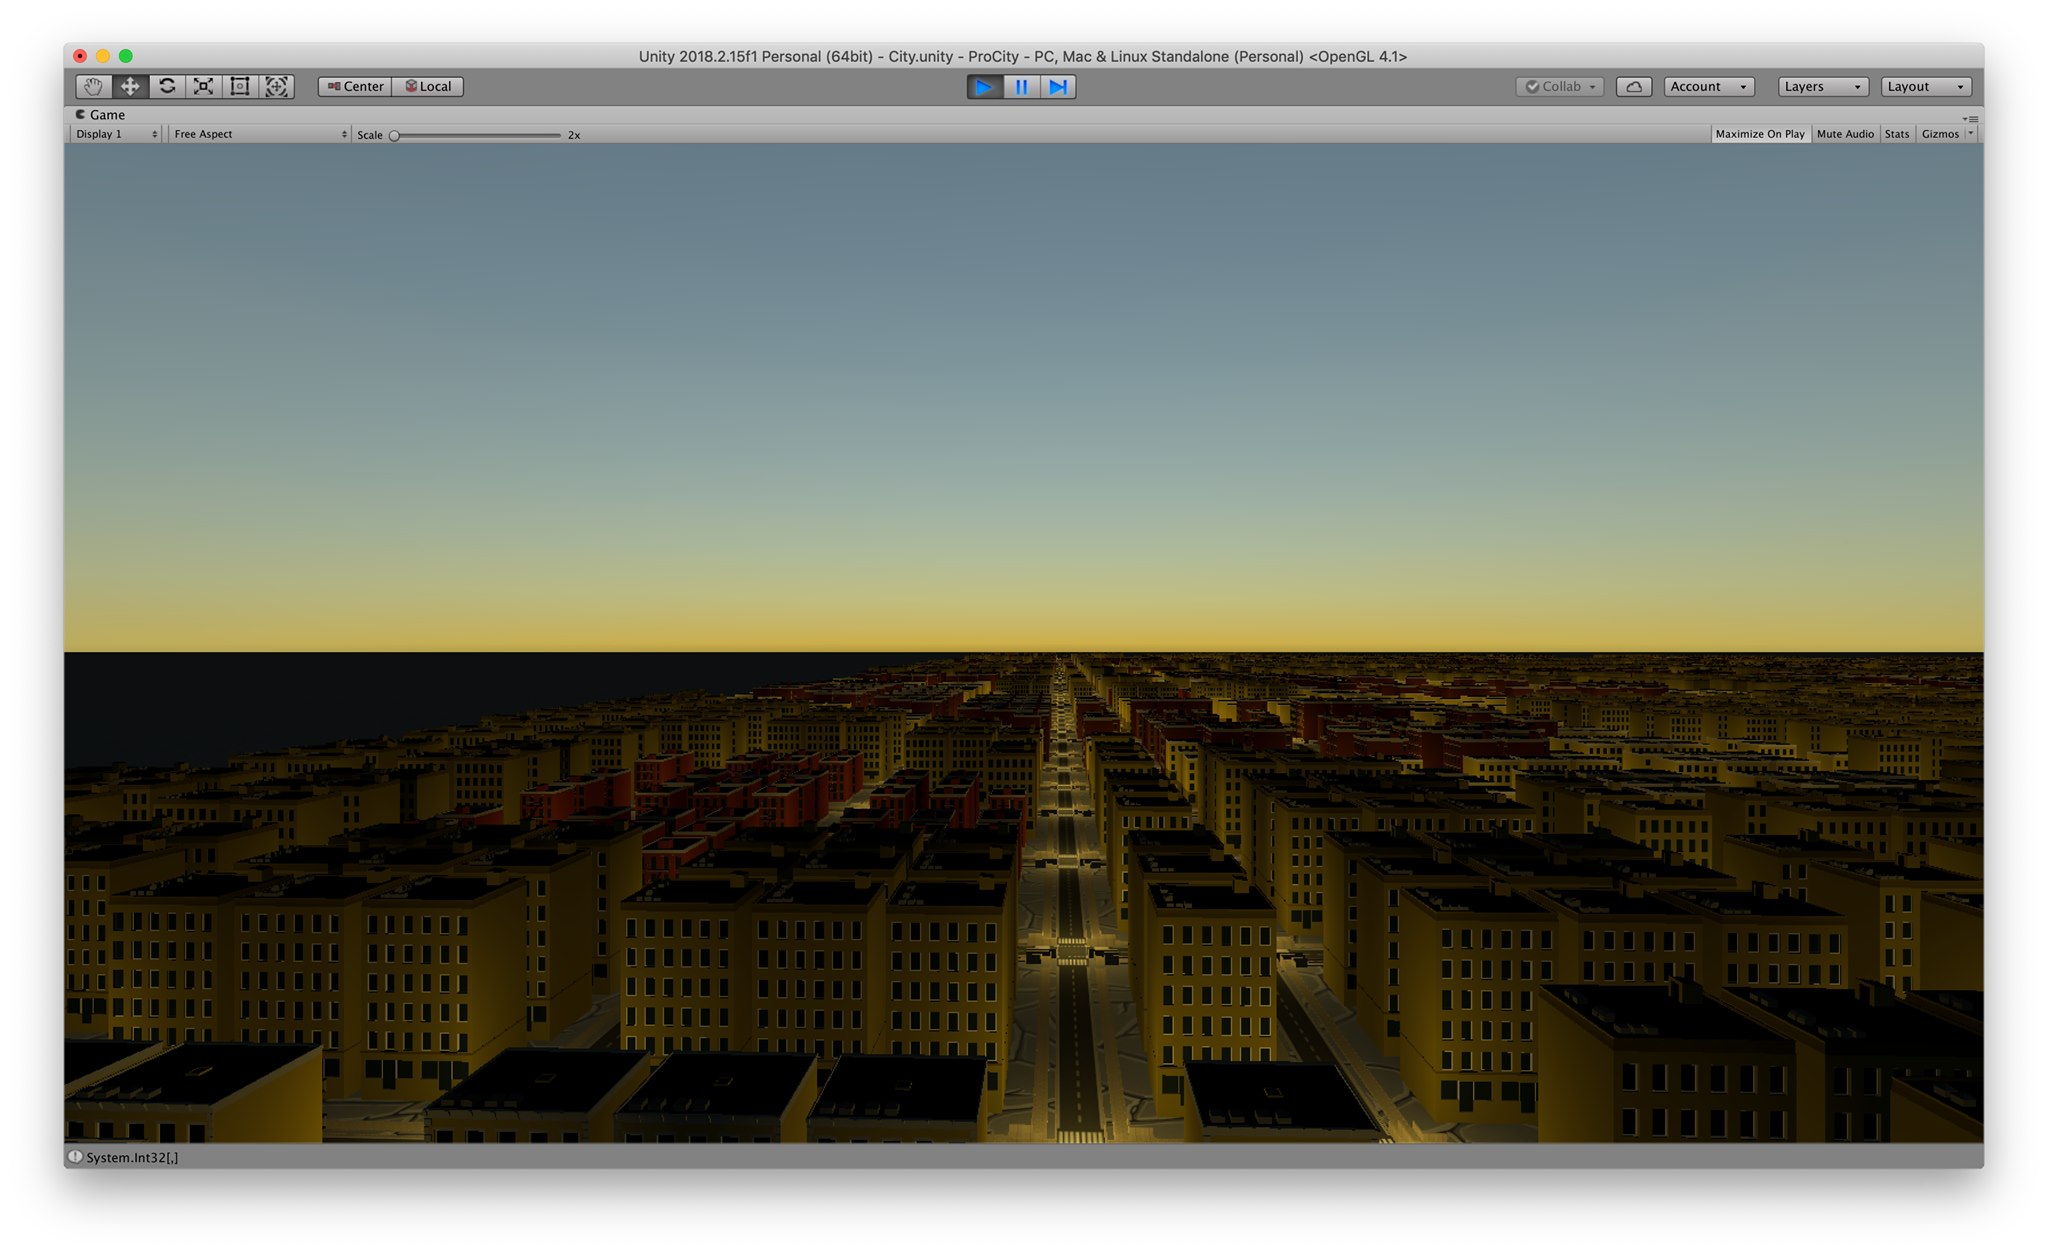 Unity 2018.2.15f1 Personal (64bit) - City.unity - ProCity - PC, Mac & Linux Standalone (Personal) <OpenGL 4.1>
Center Local Collab Account Layers Layout
Game
Display 1 Free Aspect Scale 2x Maximize On Play Mute Audio Stats Gizmos
System.Int32[,]